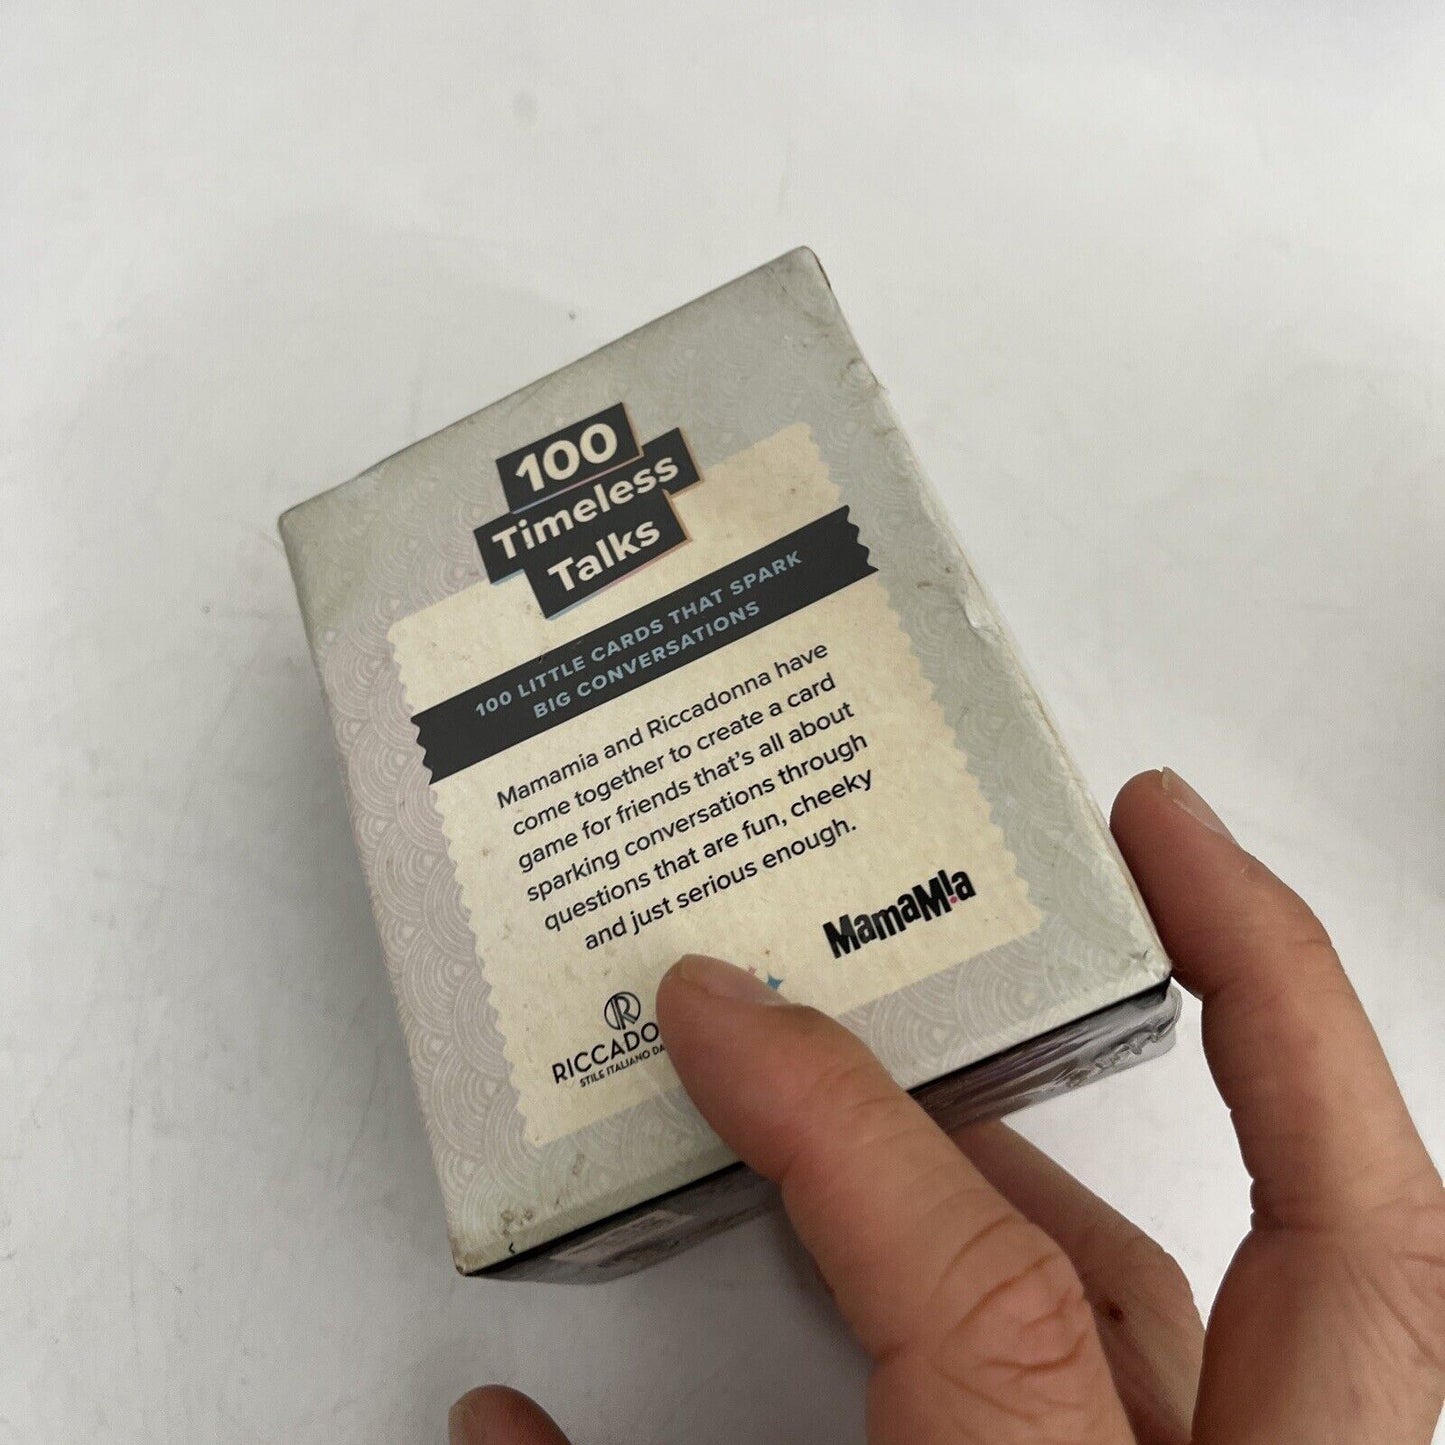 100
Timeless
Talks
100 LITTLE CARDS THAT SPARK
BIG CONVERSATIONS
Mamamia and Riccadonna have
come together to create a card
game for friends that's all about
sparking conversations through
questions that are fun, cheeky
and just serious enough.
MamaMia
R
RICCADO
STILE ITALIANO DA